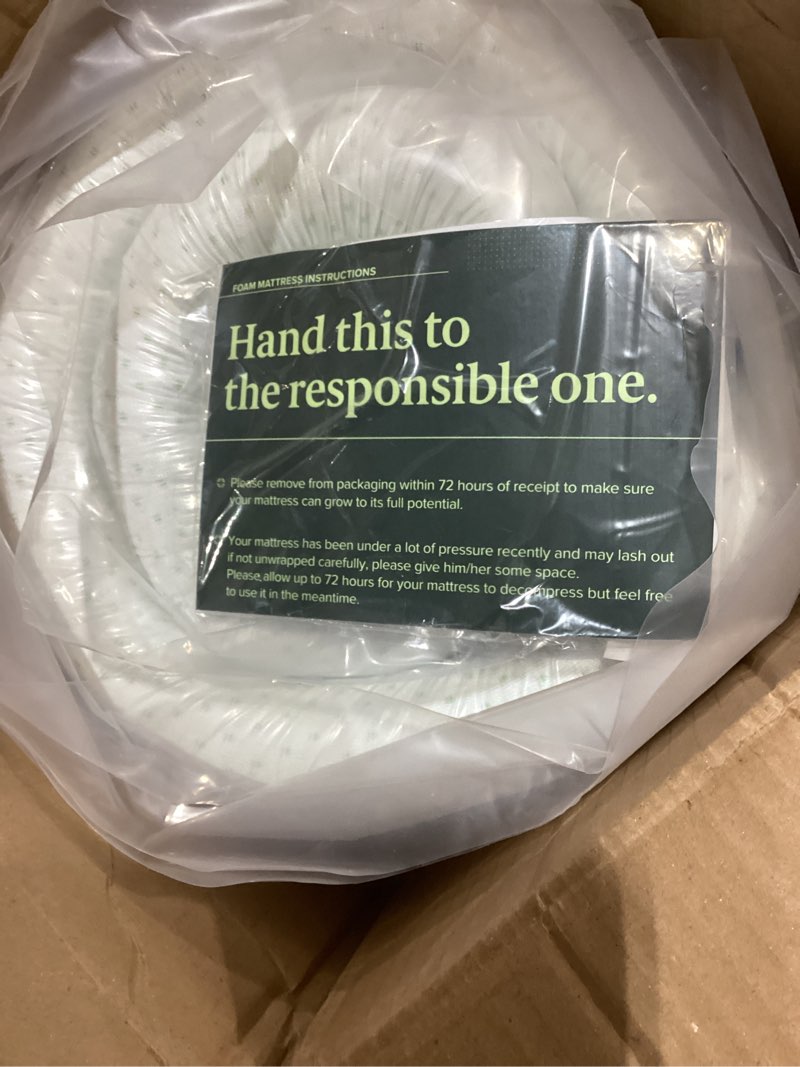 FOAM MATTRESS INSTRUCTIONS
Hand this to
the responsible one.
Please remove from packaging within 72 hours of receipt to make sure
your mattress can grow to its full potential.
Your mattress has been under a lot of pressure recently and may lash out
if not unwrapped carefully, please give him/her some space.
Please allow up to 72 hours for your mattress to decompress but feel free
to use it in the meantime.